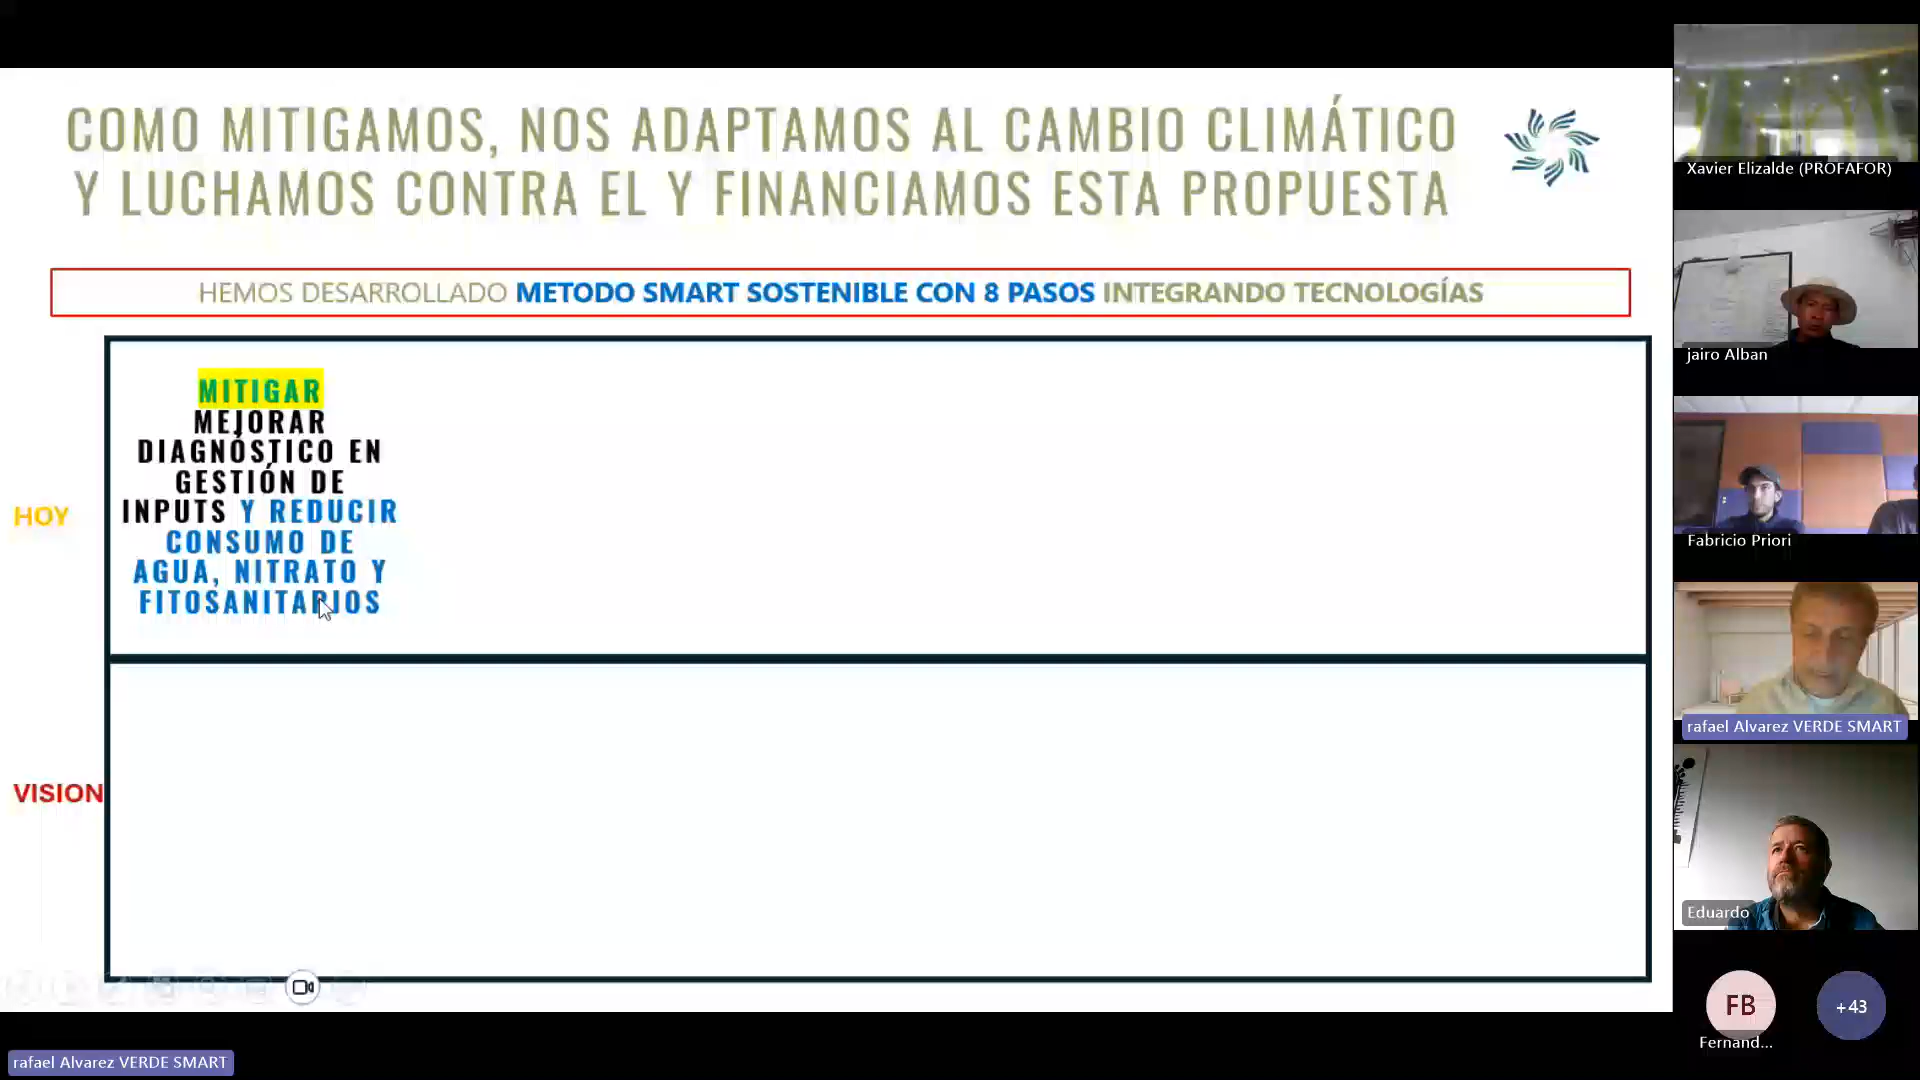 COMO MITIGAMOS, NOS ADAPTAMOS AL CAMBIO CLIMÁTICO
Y LUCHAMOS CONTRA EL Y FINANCIAMOS ESTA PROPUESTA
HEMOS DESARROLLADO METODO SMART SOSTENIBLE CON 8 PASOS INTEGRANDO TECNOLOGÍAS
HOY
MITIGAR
MEJORAR
DIAGNÓSTICO EN
GESTIÓN DE
INPUTS Y REDUCIR
CONSUMO DE
AGUA, NITRATO Y
FITOSANITARIOS
VISION
rafael Alvarez VERDE SMART
Xavier Elizalde (PROFAFOR)
jairo Alban
Fabricio Priori
rafael Alvarez VERDE SMART
Eduardo
FB
Fernand...
+43